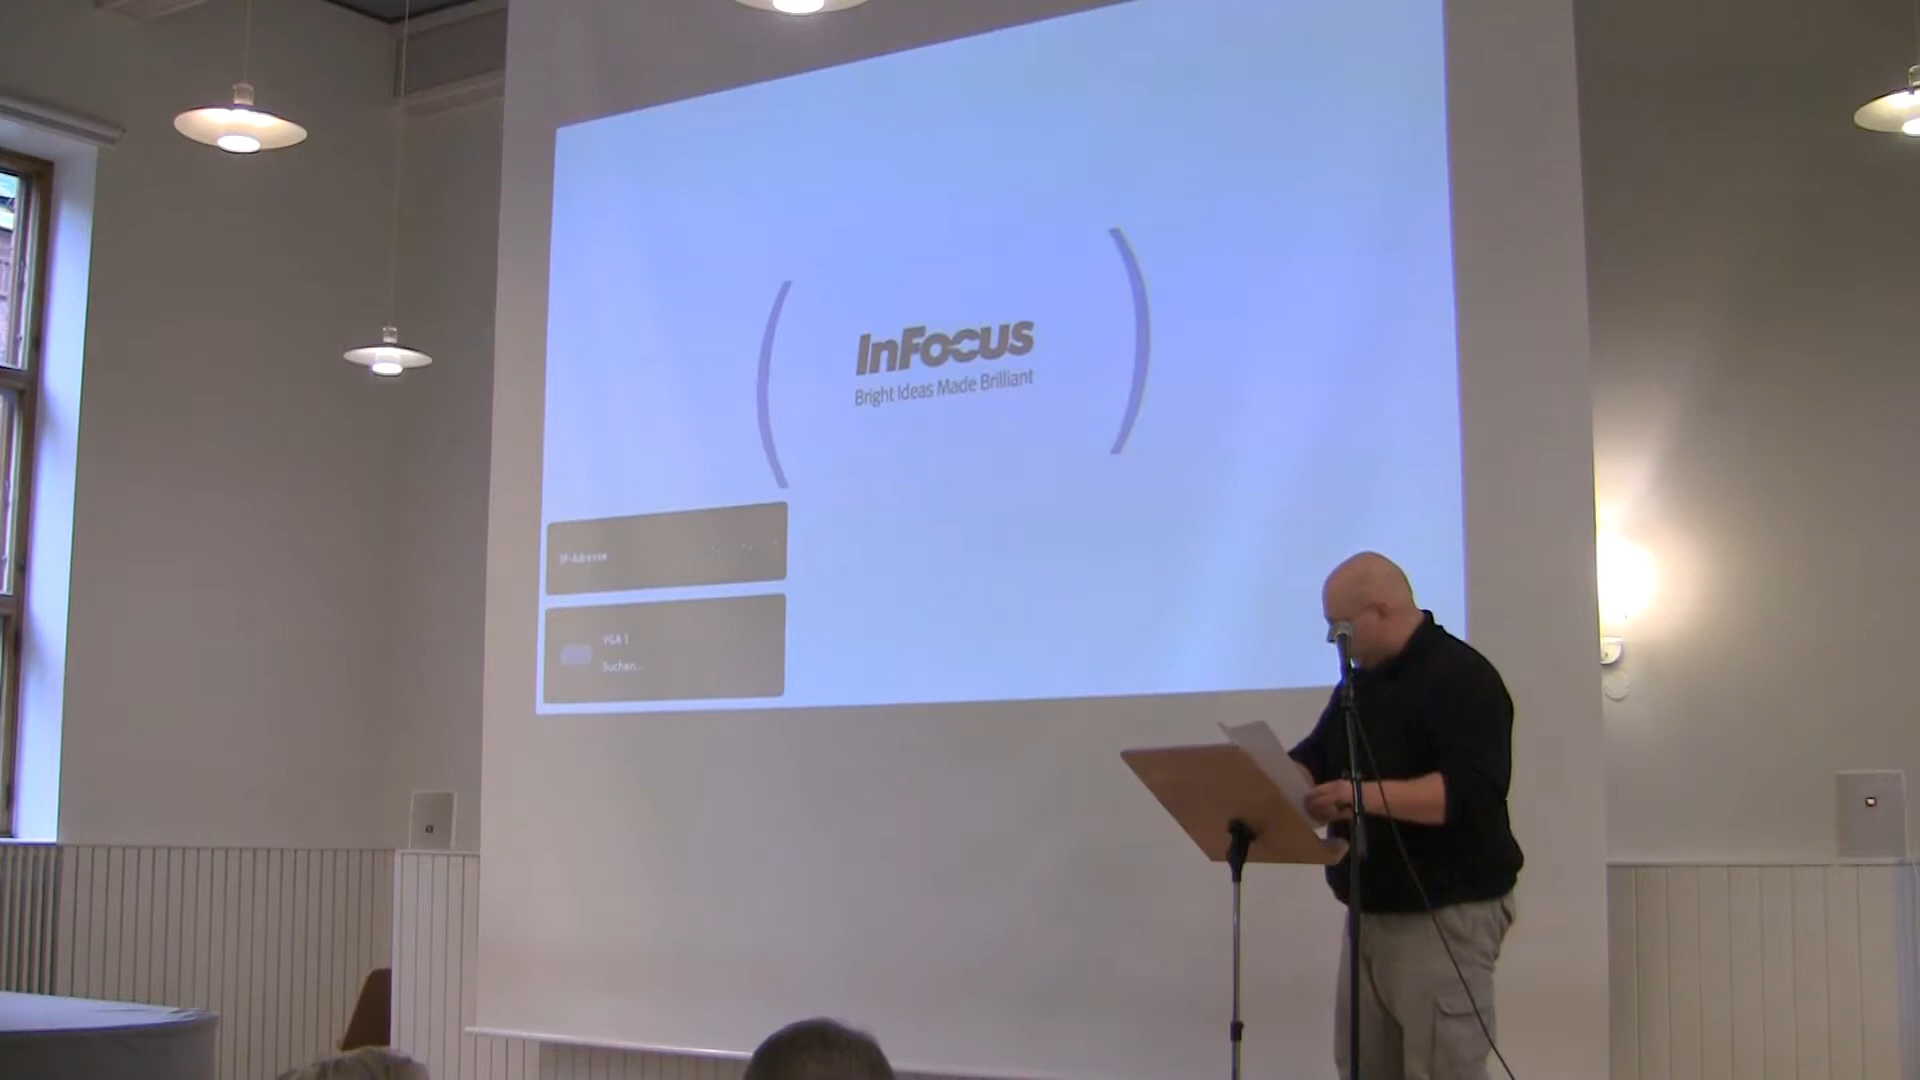 InFocus
Bright Ideas Made Brilliant
IP-Adresse
VGA 1
Suchen...